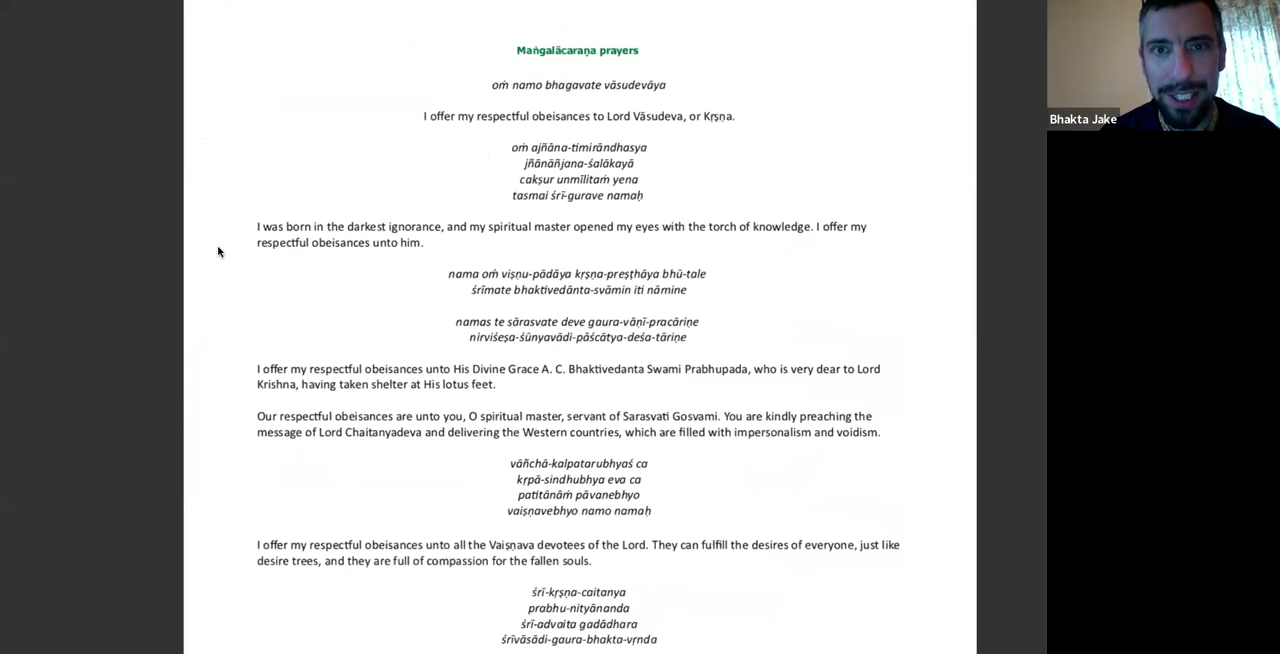 Maṅgalācaraṇa prayers
oṁ namo bhagavate vāsudevāya
I offer my respectful obeisances to Lord Vāsudeva, or Kṛṣṇa.
oṁ ajñāna-timirāndhasya
jñānāñjana-śalākayā
cakṣur unmīlitaṁ yena
tasmai śrī-gurave namaḥ
I was born in the darkest ignorance, and my spiritual master opened my eyes with the torch of knowledge. I offer my
respectful obeisances unto him.
nama oṁ viṣṇu-pādāya kṛṣṇa-preṣṭhāya bhū-tale
śrīmate bhaktivedānta-svāmin iti nāmine
namas te sārasvate deve gaura-vāṇī-pracāriṇe
nirviśeṣa-śūnyavādi-pāścātya-deśa-tāriṇe
I offer my respectful obeisances unto His Divine Grace A. C. Bhaktivedanta Swami Prabhupada, who is very dear to Lord
Krishna, having taken shelter at His lotus feet.
Our respectful obeisances are unto you, O spiritual master, servant of Sarasvati Gosvami. You are kindly preaching the
message of Lord Chaitanyadeva and delivering the Western countries, which are filled with impersonalism and voidism.
vāñchā-kalpatarubhyaś ca
kṛpā-sindhubhya eva ca
patitānāṁ pāvanebhyo
vaiṣṇavebhyo namo namaḥ
I offer my respectful obeisances unto all the Vaiṣṇava devotees of the Lord. They can fulfill the desires of everyone, just like
desire trees, and they are full of compassion for the fallen souls.
śrī-kṛṣṇa-caitanya
prabhu-nityānanda
śrī-advaita gadādhara
śrīvāsādi-gaura-bhakta-vṛnda
Bhakta Jake